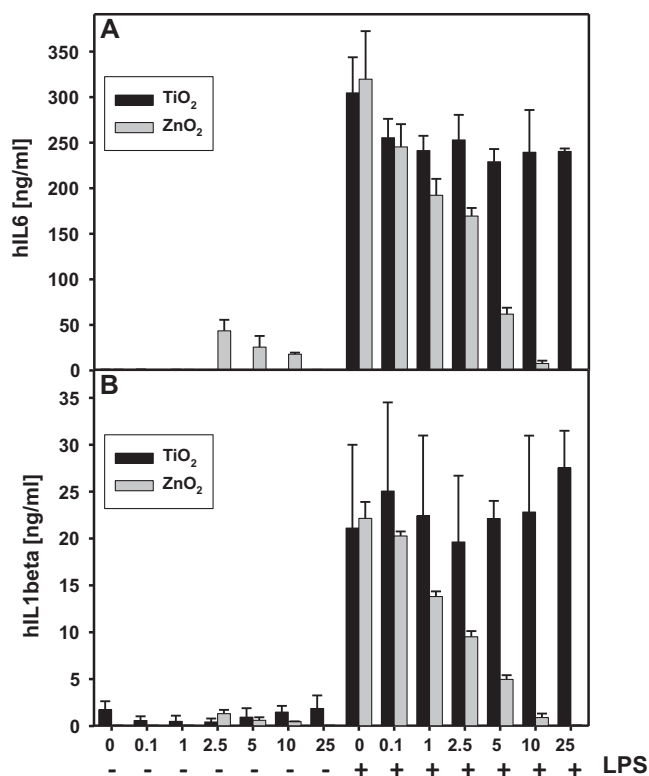 A
350
300
250
200
150
100
50
0
hIL6 [ng/ml]
TiO₂
ZnO₂
B
35
30
25
20
15
10
5
0
hIL1beta [ng/ml]
TiO₂
ZnO₂
0 0.1 1 2.5 5 10 25 0 0.1 1 2.5 5 10 25
- - - - - - - + + + + + + + LPS